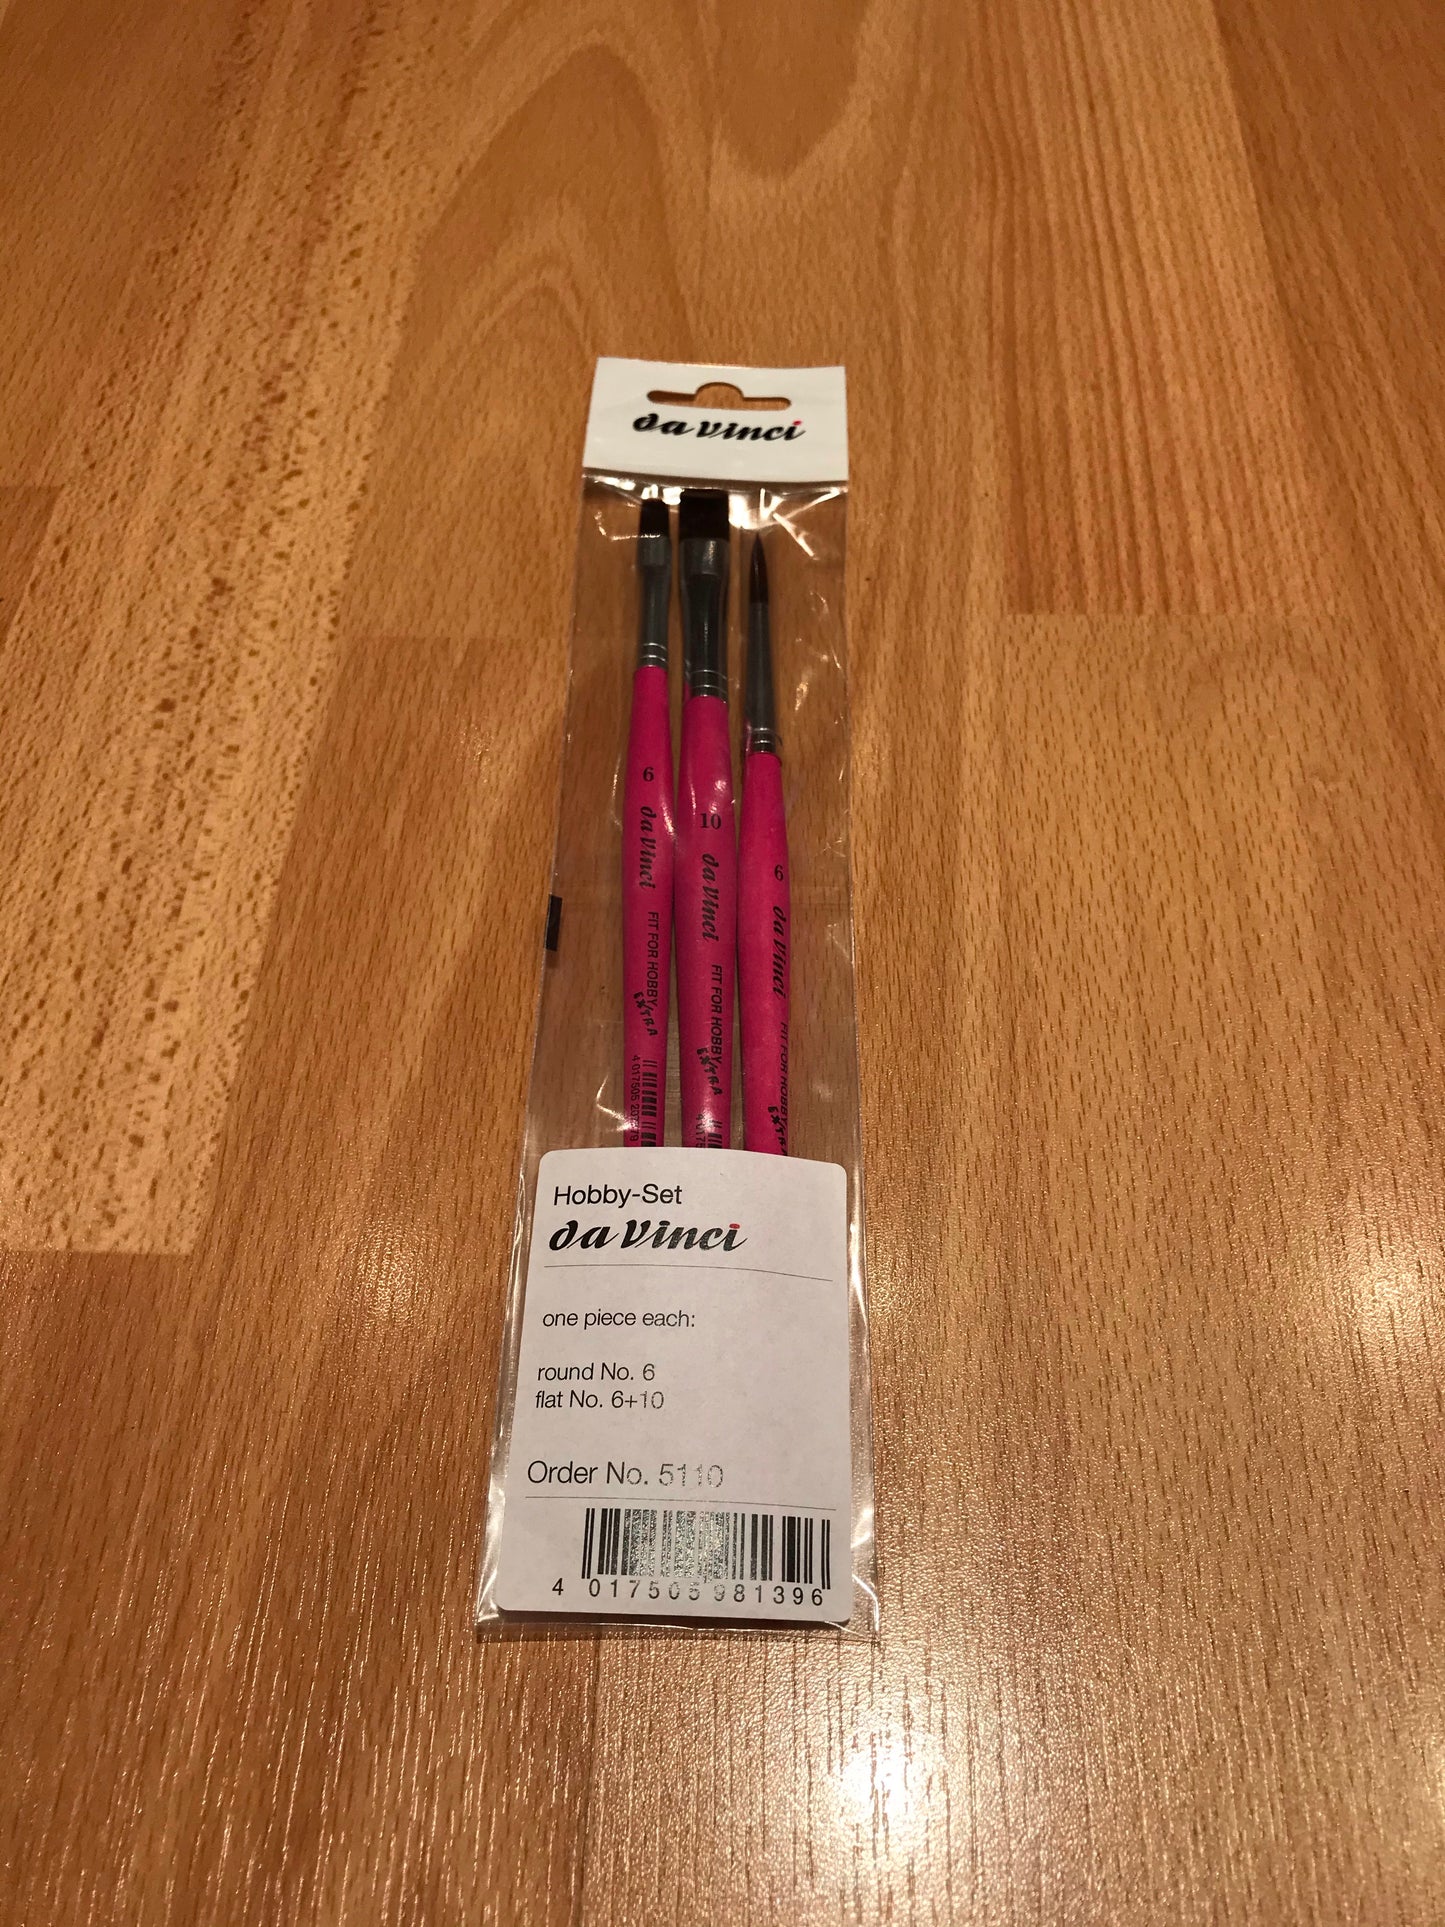 da Vinci
6 da Vinci FIT FOR HOBBY EXTRA
4 017505
10 da Vinci FIT FOR HOBBY EXTRA
6 da Vinci FIT FOR HOBBY EXTRA
Hobby-Set
da Vinci
one piece each:
round No. 6
flat No. 6+10
Order No. 5110
4 017505 981396